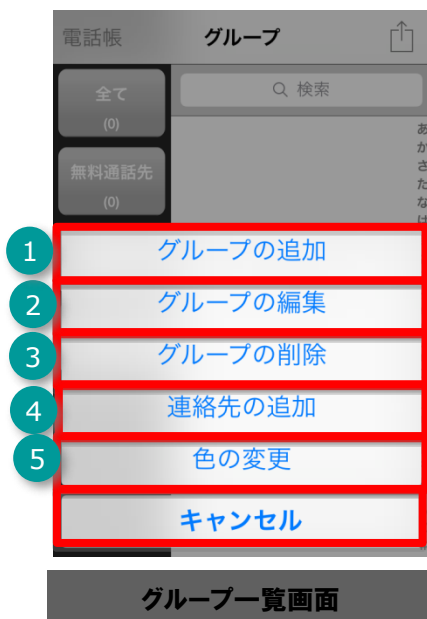 電話帳 グループ
全て 検索
(0)
あ
か
無料通話先 さ
た
(0) な
は
1 グループの追加
2 グループの編集
3 グループの削除
4 連絡先の追加
5 色の変更
キャンセル
グループ一覧画面